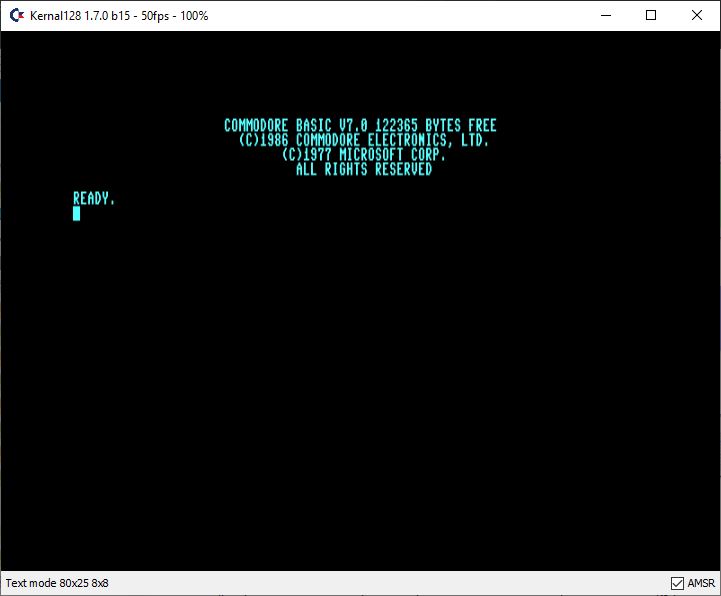 Kernal128 1.7.0 b15 - 50fps - 100%
COMMODORE BASIC V7.0 122365 BYTES FREE
(C)1986 COMMODORE ELECTRONICS, LTD.
(C)1977 MICROSOFT CORP.
ALL RIGHTS RESERVED
READY.
Text mode 80x25 8x8
AMSR